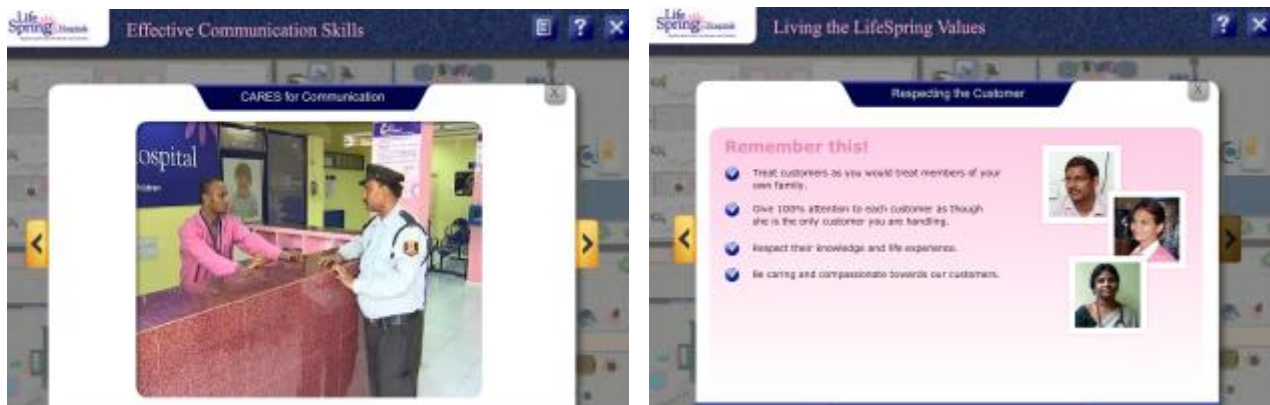 Life
Spring Hospitals
Effective Communication Skills
?
X
CARES for Communication
X
ospital
Life
Spring Hospitals
Living the LifeSpring Values
?
X
Respecting the Customer
X
Remember this!
Treat customers as you would treat members of your
own family.
Give 100% attention to each customer as though
she is the only customer you are handling.
Respect their knowledge and life experience.
Be caring and compassionate towards our customers.